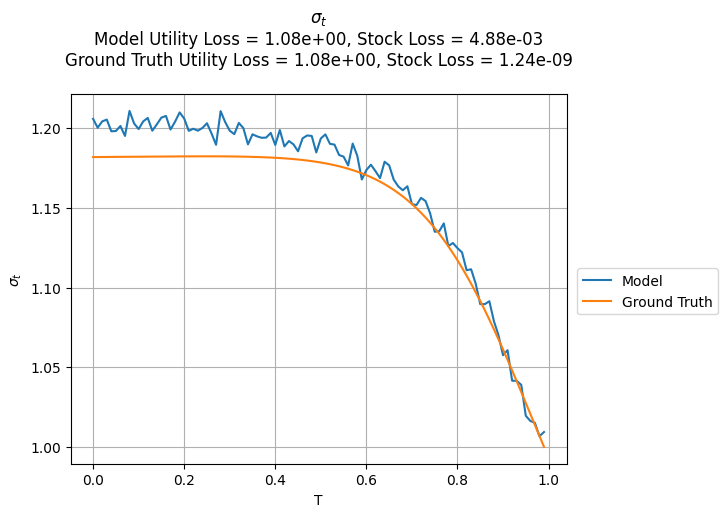 σt
Model Utility Loss = 1.08e+00, Stock Loss = 4.88e-03
Ground Truth Utility Loss = 1.08e+00, Stock Loss = 1.24e-09
1.20
1.15
1.10
1.05
1.00
σt
0.0 0.2 0.4 0.6 0.8 1.0
T
Model
Ground Truth